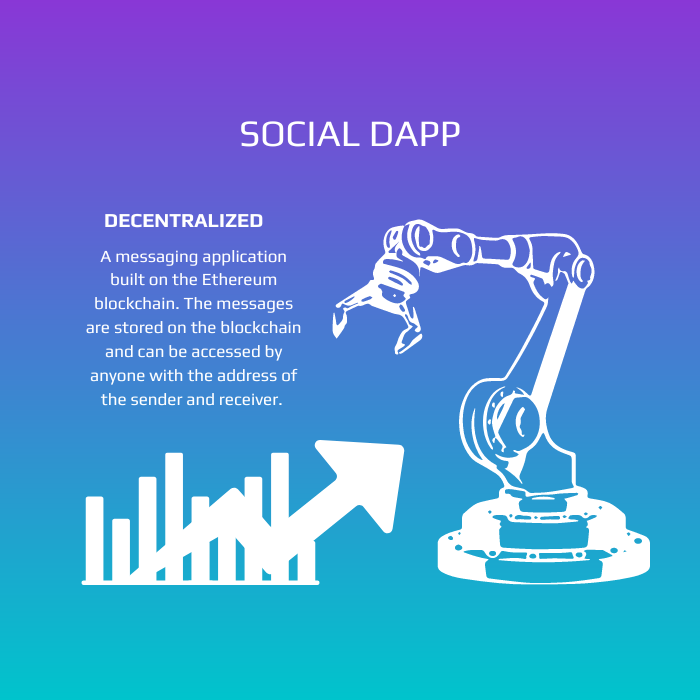 SOCIAL DAPP
DECENTRALIZED
A messaging application
built on the Ethereum
blockchain. The messages
are stored on the blockchain
and can be accessed by
anyone with the address of
the sender and receiver.